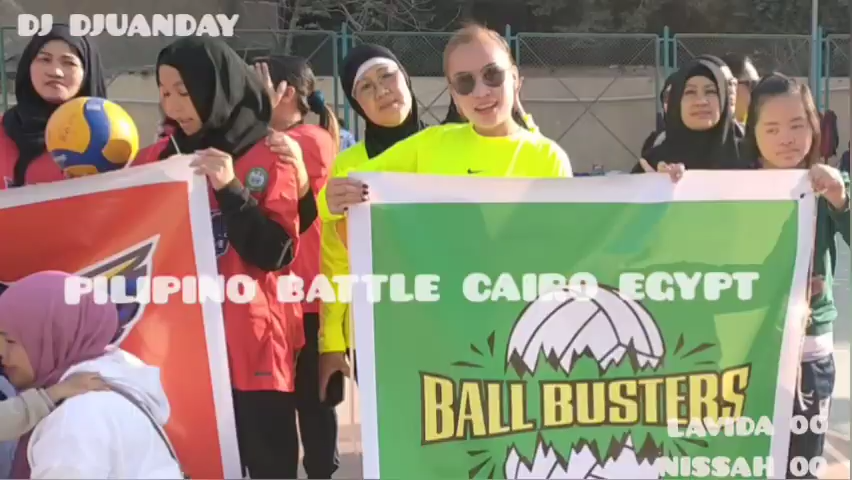 DJ DJUANDAY
PILIPINO BATTLE CAIRO EGYPT
BALL BUSTERS
LAVIDA 00
NISSAH 00